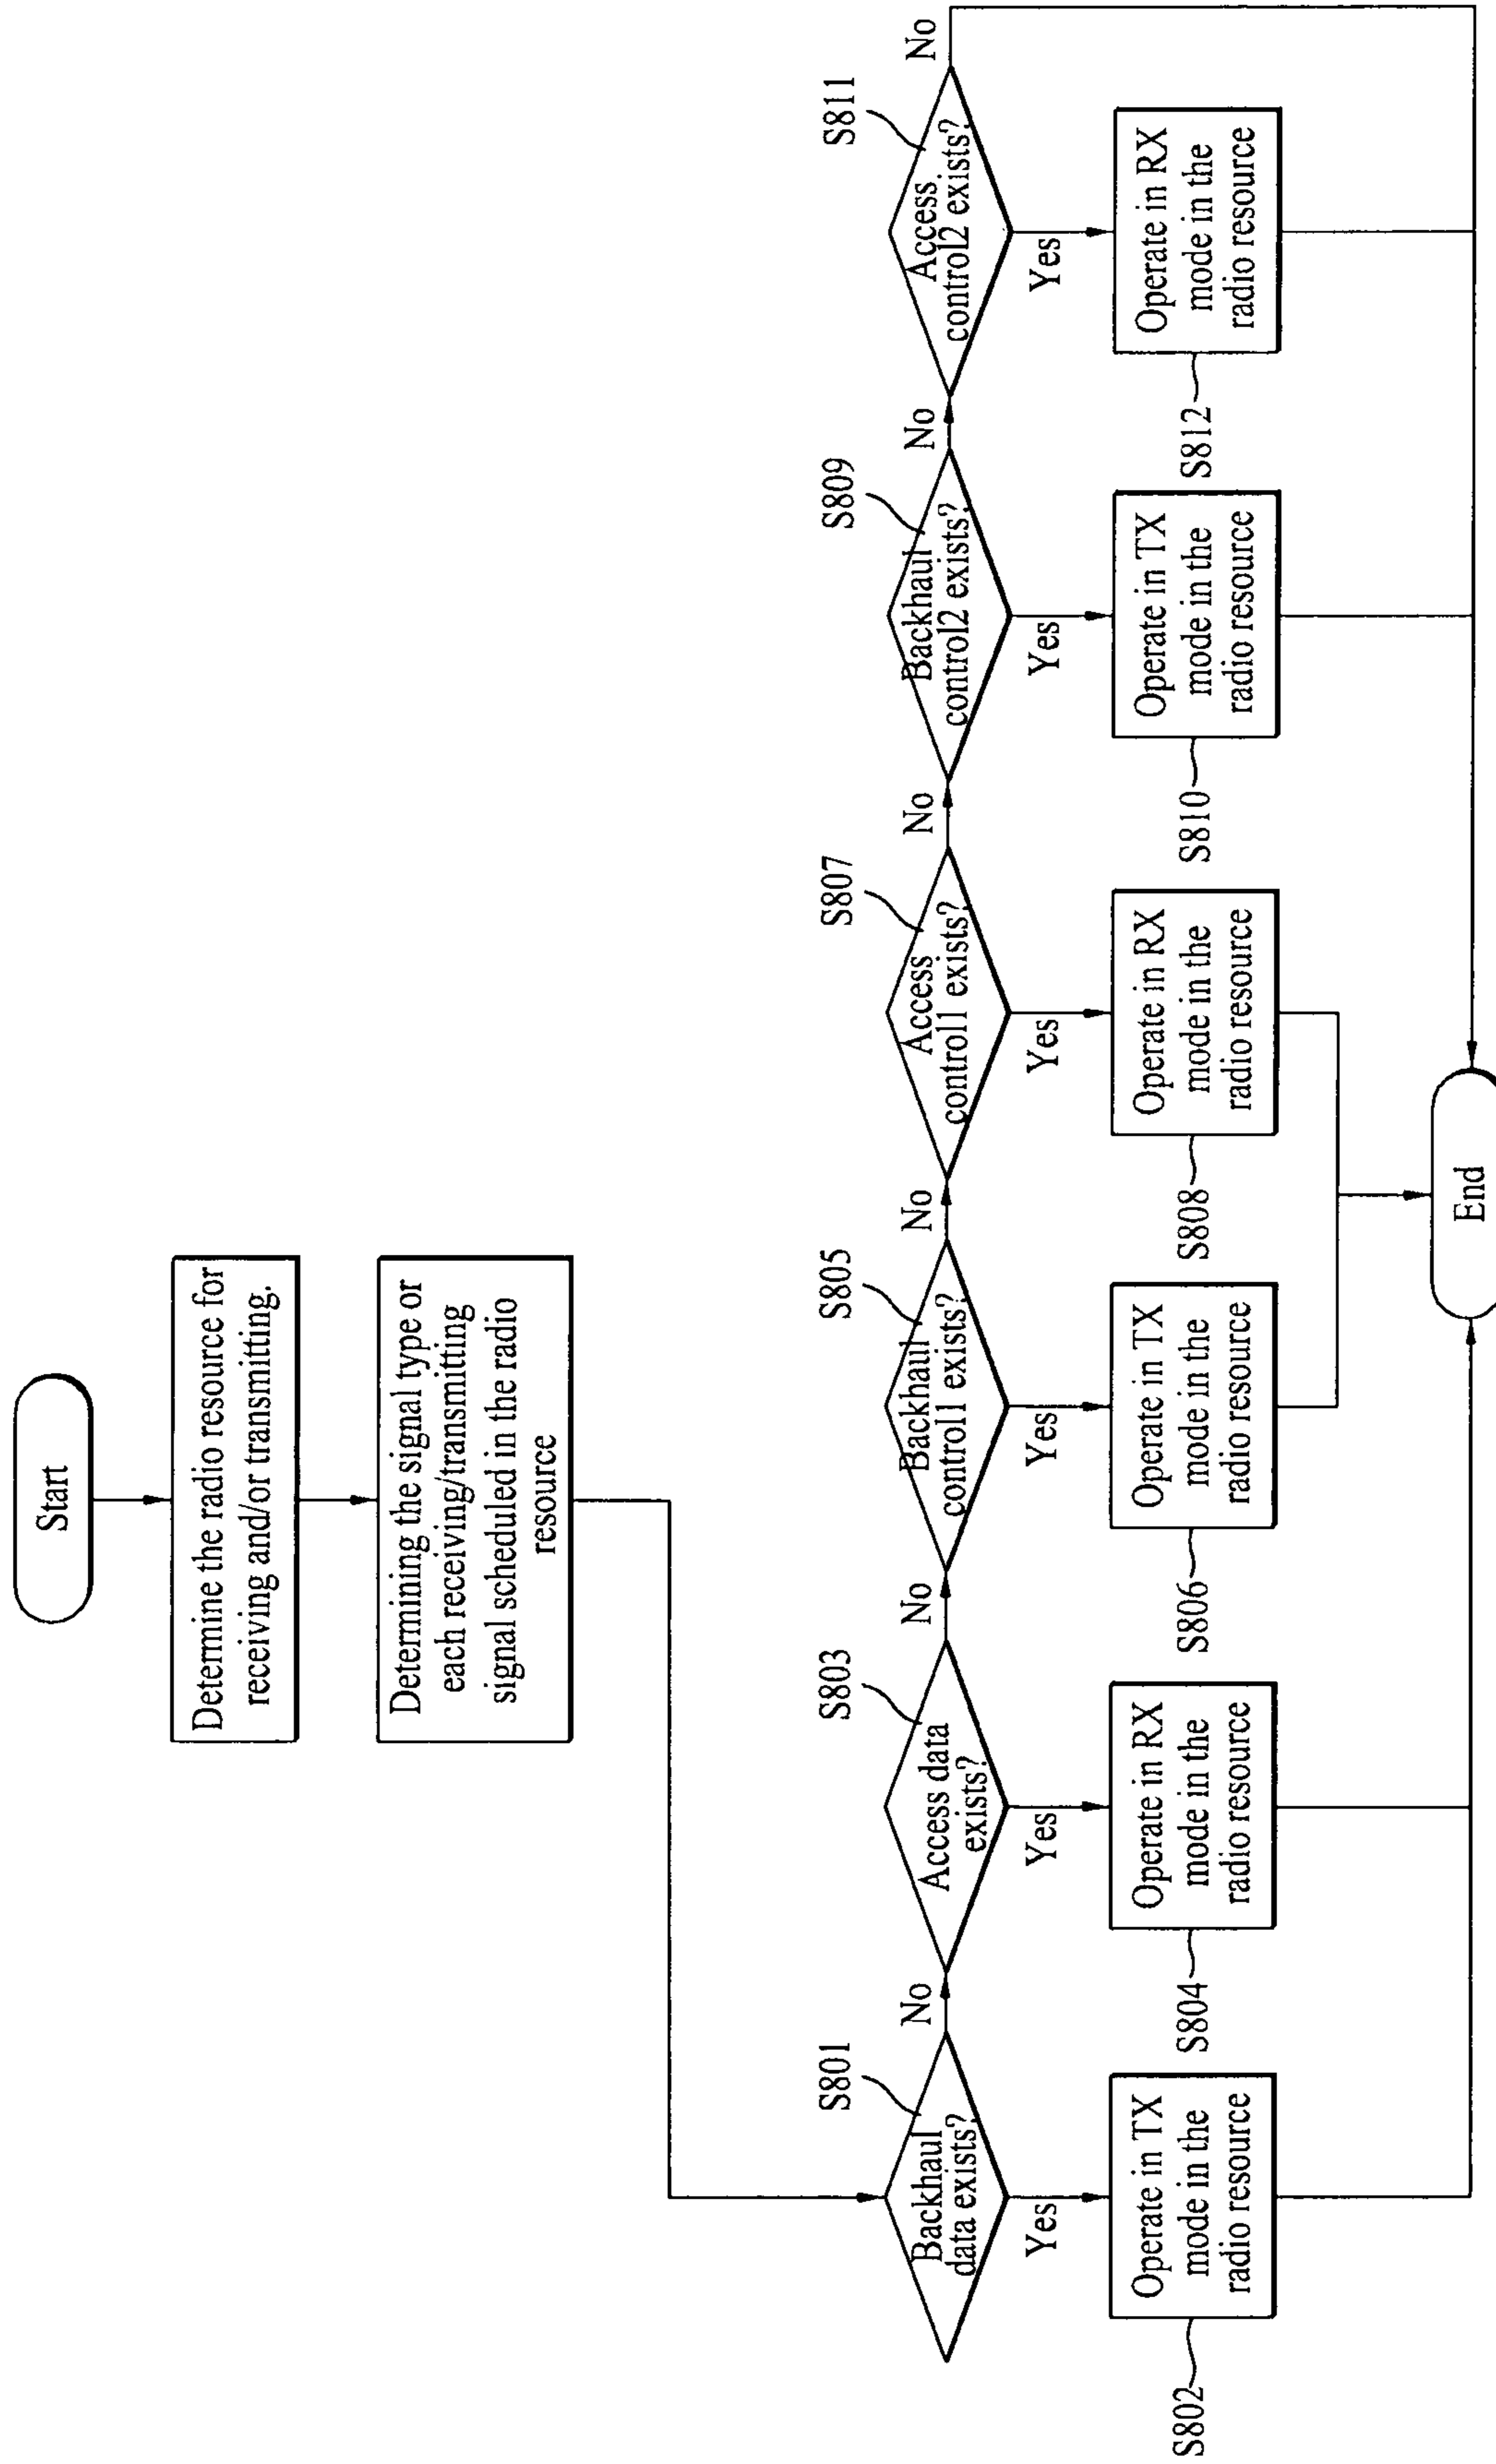 Start
Determine the radio resource for
receiving and/or transmitting.
Determining the signal type or
each receiving/transmitting
signal scheduled in the radio
resource
S801
Backhaul
data exists?
No
Yes
S802
Operate in TX
mode in the
radio resource
S803
Access data
exists?
No
Yes
S804
Operate in RX
mode in the
radio resource
S805
Backhaul
control1 exists?
No
Yes
S806
Operate in TX
mode in the
radio resource
S807
Access
control1 exists?
No
Yes
S808
Operate in RX
mode in the
radio resource
S809
Backhaul
control2 exists?
No
Yes
S810
Operate in TX
mode in the
radio resource
S811
Access
control2 exists?
No
Yes
S812
Operate in RX
mode in the
radio resource
End